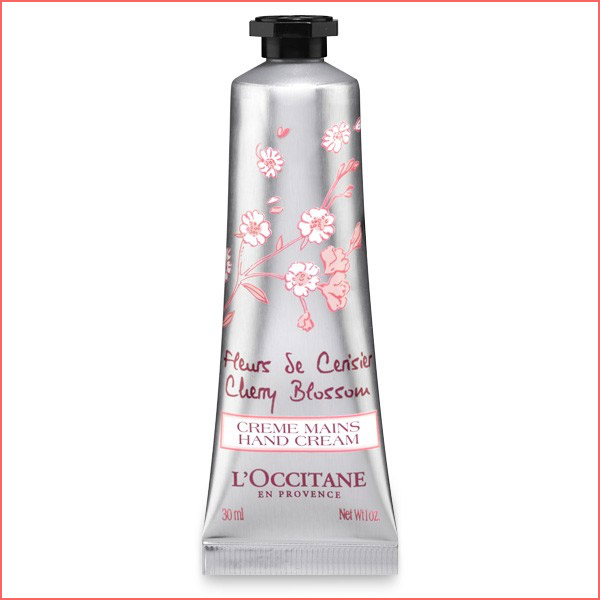 Fleurs de Cerisier
Cherry Blossom
CREME MAINS
HAND CREAM
L'OCCITANE
EN PROVENCE
30 ml Net Wt.1 oz.